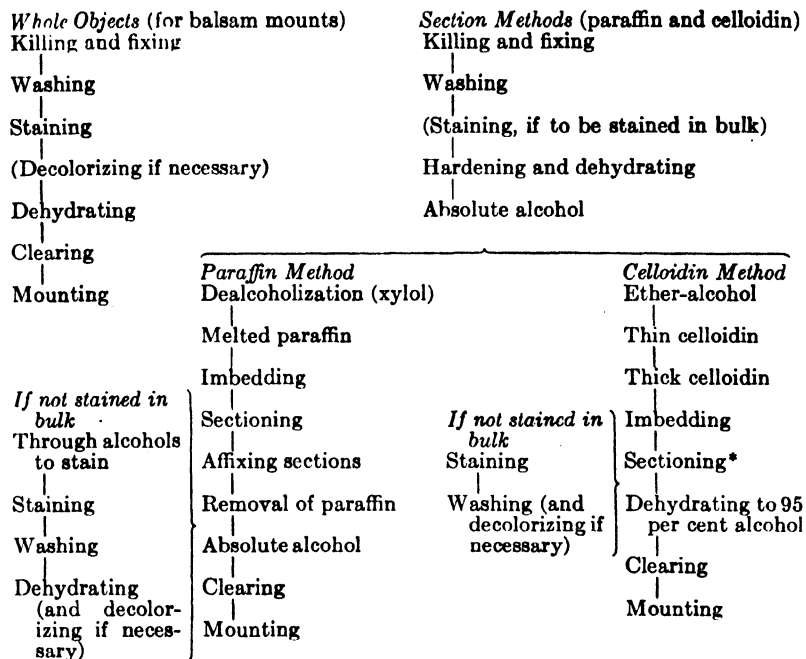 Whole Objects (for balsam mounts)
Killing and fixing
Washing
Staining
(Decolorizing if necessary)
Dehydrating
Clearing
Mounting
Section Methods (paraffin and celloidin)
Killing and fixing
Washing
(Staining, if to be stained in bulk)
Hardening and dehydrating
Absolute alcohol
Paraffin Method
Dealcoholization (xylol)
Melted paraffin
Imbedding
Sectioning
Affixing sections
Removal of paraffin
Absolute alcohol
Clearing
Mounting
If not stained in
bulk
Through alcohols
to stain
Staining
Washing
Dehydrating
(and decolor-
izing if neces-
sary)
Celloidin Method
Ether-alcohol
Thin celloidin
Thick celloidin
Imbedding
Sectioning*
Dehydrating to 95
per cent alcohol
Clearing
Mounting
If not stained in
bulk
Staining
Washing (and
decolorizing if
necessary)